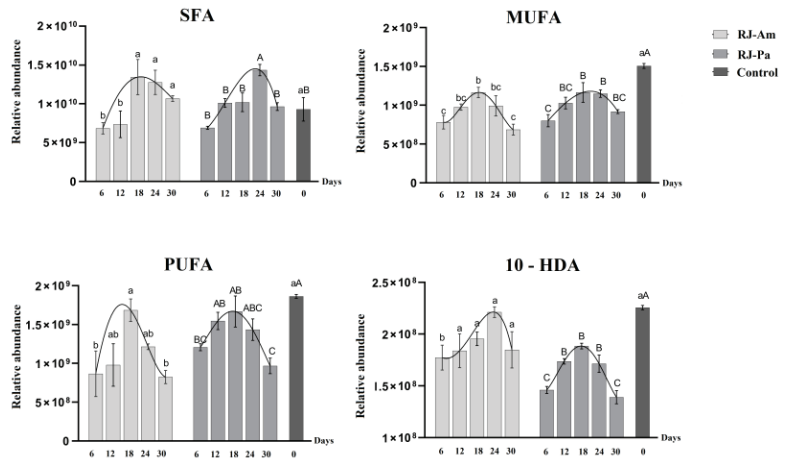 SFA
Relative abundance
2×10¹⁰
1.5×10¹⁰
1×10¹⁰
5×10⁹
0
b b a a a B B B A B aB
6 12 18 24 30 6 12 18 24 30 0 Days
MUFA
Relative abundance
2×10⁹
1.5×10⁹
1×10⁹
5×10⁸
0
c bc b bc c C BC B B BC aA
6 12 18 24 30 6 12 18 24 30 0 Days
RJ-Am
RJ-Pa
Control
PUFA
Relative abundance
2×10⁹
1.5×10⁹
1×10⁹
5×10⁸
0
b ab a ab b BC AB AB ABC C aA
6 12 18 24 30 6 12 18 24 30 0 Days
10 - HDA
Relative abundance
2.5×10⁸
2×10⁸
1.5×10⁸
1×10⁸
b a a a a C B B B C aA
6 12 18 24 30 6 12 18 24 30 0 Days